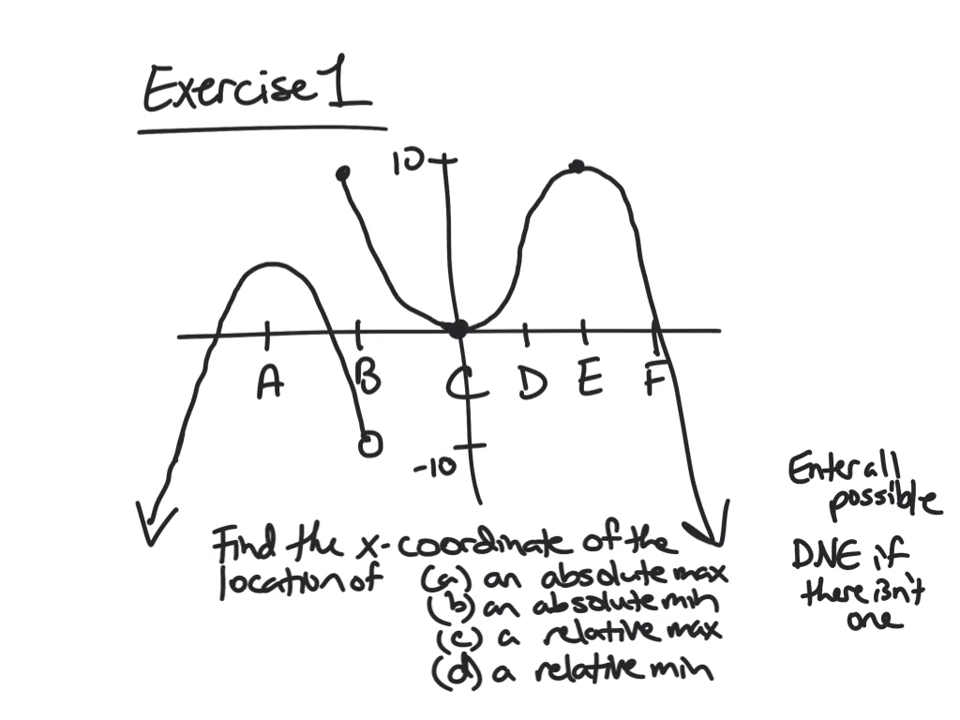 Exercise 1
10
A B C D E F
-10
Enter all
possible
DNE if
there isn't
one
Find the x-coordinate of the
location of (a) an absolute max
(b) an absolute min
(c) a relative max
(d) a relative min